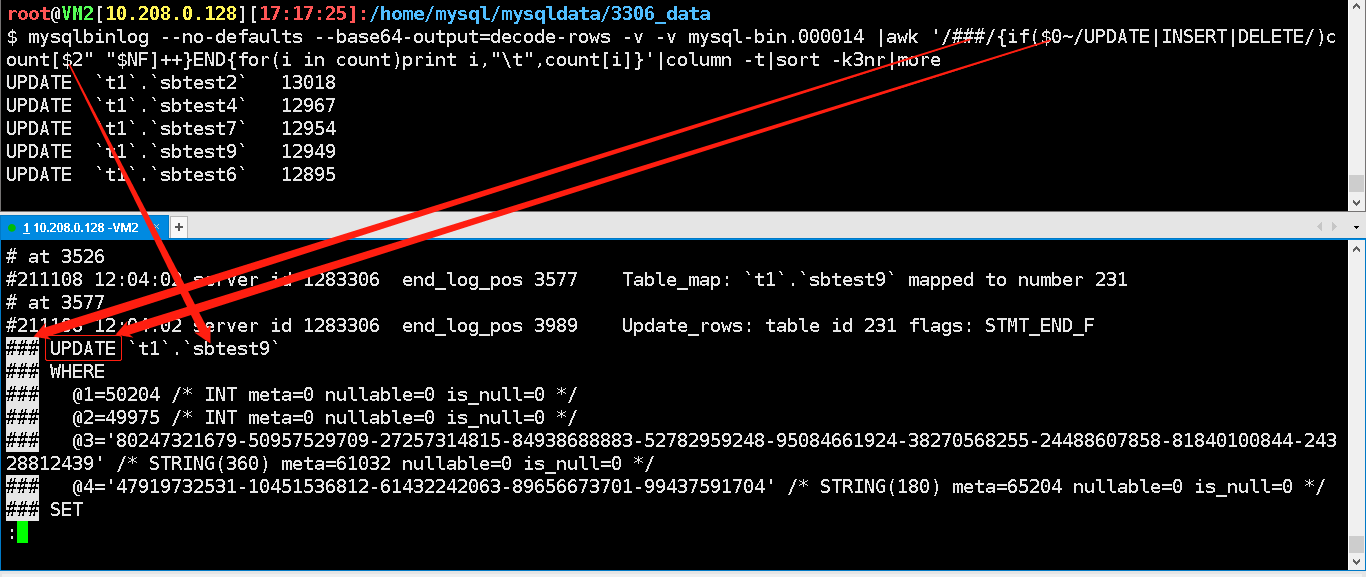 root@VM2[10.208.0.128][17:17:25]:/home/mysql/mysqldata/3306_data
$ mysqlbinlog --no-defaults --base64-output=decode-rows -v -v mysql-bin.000014 |awk '/###/{if($0~/UPDATE|INSERT|DELETE/)c
ount[$2" "$NF]++}END{for(i in count)print i,"\t",count[i]}'|column -t|sort -k3nr|more
UPDATE  `t1`.`sbtest2`  13018
UPDATE  `t1`.`sbtest4`  12967
UPDATE  `t1`.`sbtest7`  12954
UPDATE  `t1`.`sbtest9`  12949
UPDATE  `t1`.`sbtest6`  12895
1 10.208.0.128 -VM2 × +
# at 3526
#211108 12:04:02 server id 1283306  end_log_pos 3577    Table_map: `t1`.`sbtest9` mapped to number 231
# at 3577
#211108 12:04:02 server id 1283306  end_log_pos 3989    Update_rows: table id 231 flags: STMT_END_F
### UPDATE `t1`.`sbtest9`
### WHERE
###   @1=50204 /* INT meta=0 nullable=0 is_null=0 */
###   @2=49975 /* INT meta=0 nullable=0 is_null=0 */
###   @3='80247321679-50957529709-27257314815-84938688883-52782959248-95084661924-38270568255-24488607858-81840100844-243
28812439' /* STRING(360) meta=61032 nullable=0 is_null=0 */
###   @4='47919732531-10451536812-61432242063-89656673701-99437591704' /* STRING(180) meta=65204 nullable=0 is_null=0 */
### SET
: